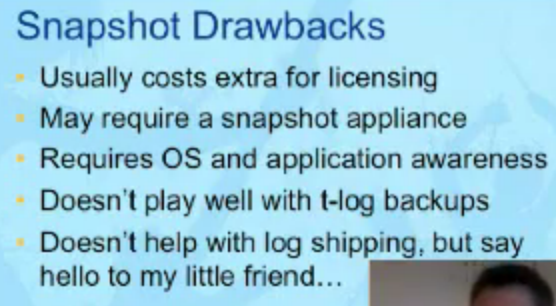 Snapshot Drawbacks
Usually costs extra for licensing
May require a snapshot appliance
Requires OS and application awareness
Doesn't play well with t-log backups
Doesn't help with log shipping, but say
hello to my little friend…